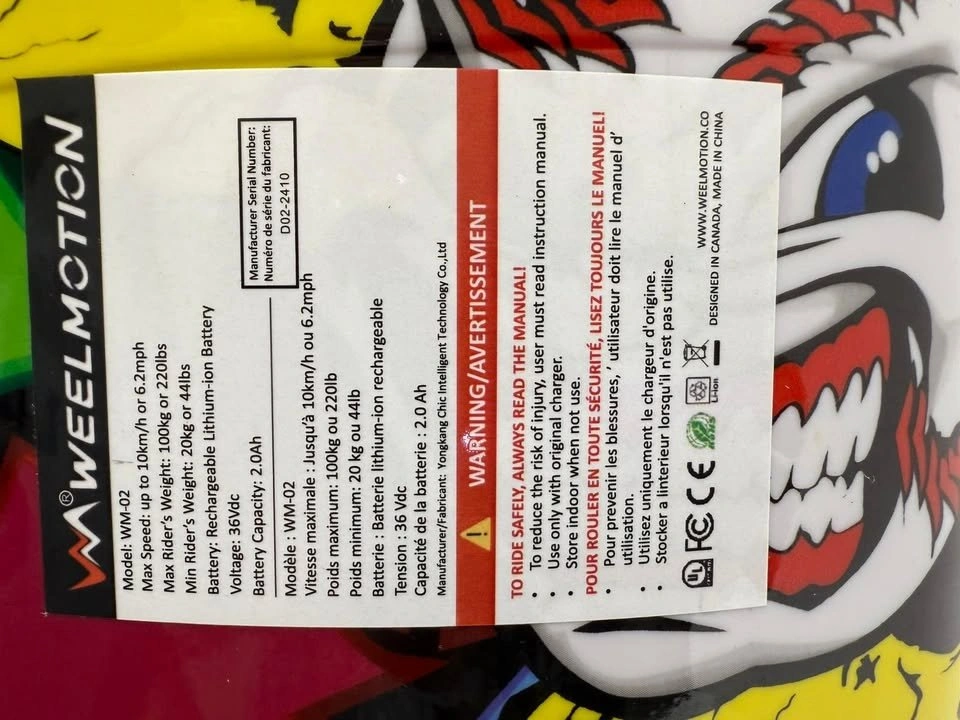 WEELMOTION
Model: WM-02
Max Speed: up to 10km/h or 6.2mph
Max Rider's Weight: 100kg or 220lbs
Min Rider's Weight: 20kg or 44lbs
Battery: Rechargeable Lithium-ion Battery
Voltage: 36Vdc
Battery Capacity: 2.0Ah
Manufacturer Serial Number:
Numéro de série du fabricant:
D02-2410
Modèle : WM-02
Vitesse maximale : Jusqu'à 10km/h ou 6.2mph
Poids maximum: 100kg ou 220lb
Poids minimum: 20 kg ou 44lb
Batterie : Batterie lithium-ion rechargeable
Tension : 36 Vdc
Capacité de la batterie : 2.0 Ah
Manufacturer/Fabricant: Yongkang Chic Intelligent Technology Co.,Ltd
WARNING/AVERTISSEMENT
TO RIDE SAFELY, ALWAYS READ THE MANUAL!
• To reduce the risk of injury, user must read instruction manual.
• Use only with original charger.
• Store indoor when not use.
POUR ROULER EN TOUTE SÉCURITÉ, LISEZ TOUJOURS LE MANUEL!
• Pour prevenir les blessures, ' utilisateur doit lire le manuel d'
utilisation.
• Utilisez uniquement le chargeur d'origine.
• Stocker a linterieur lorsqu'il n'est pas utilise.
UL FC CE RoHS Li-ion
WWW.WEELMOTION.CO
DESIGNED IN CANADA, MADE IN CHINA